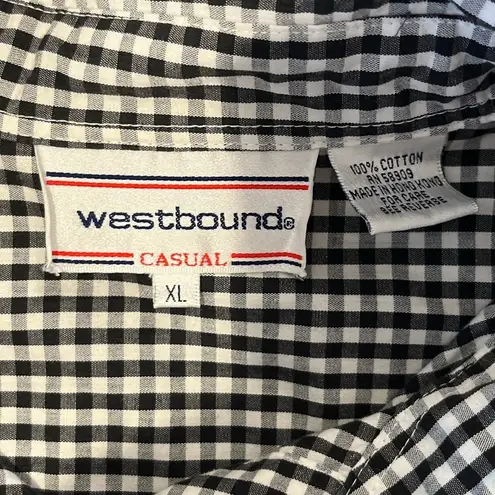 westbound®
CASUAL
XL
100% COTTON
RN 58909
MADE IN HONG KONG
FOR CARE
SEE REVERSE